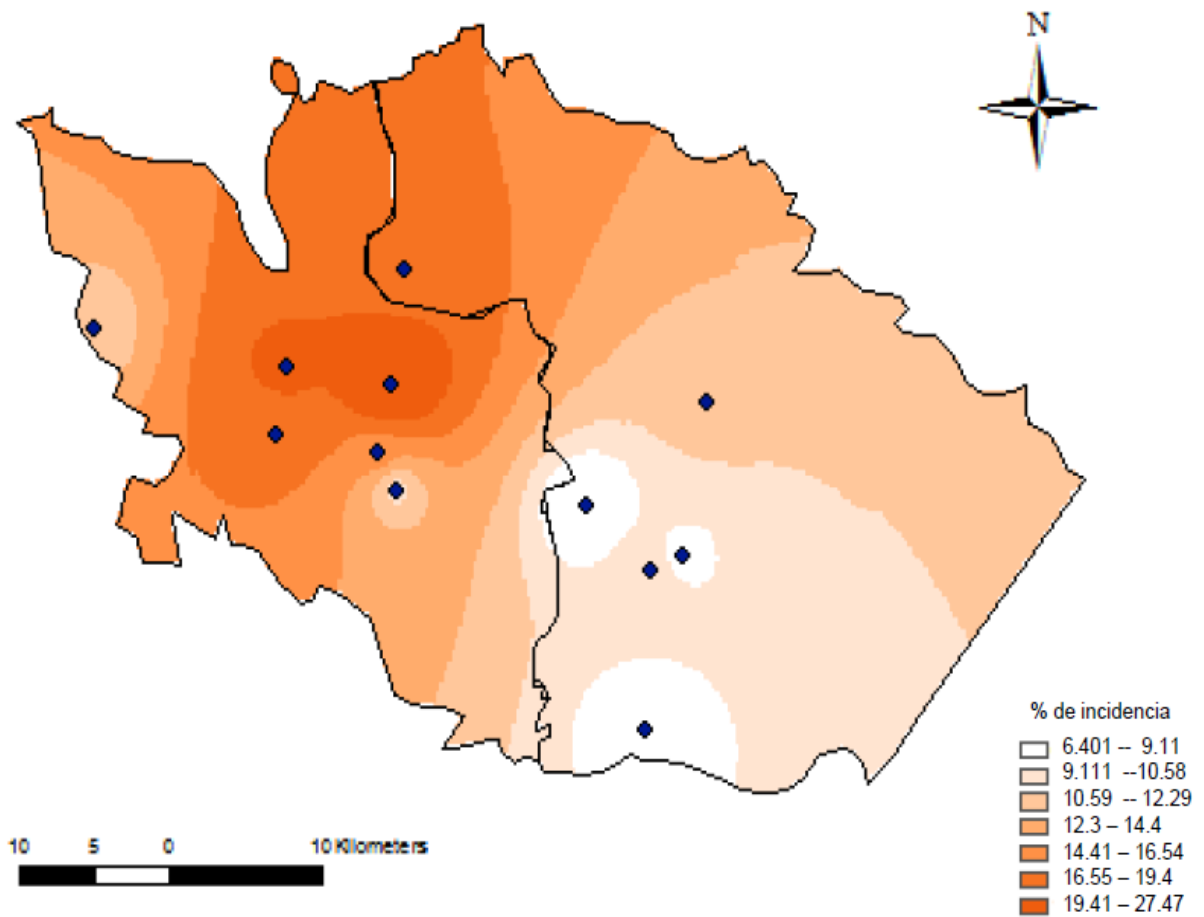 N
% de incidencia
6.401 -- 9.11
9.111 --10.58
10.59 -- 12.29
12.3 – 14.4
14.41 – 16.54
16.55 – 19.4
19.41 – 27.47
10 5 0 10 Kilometers